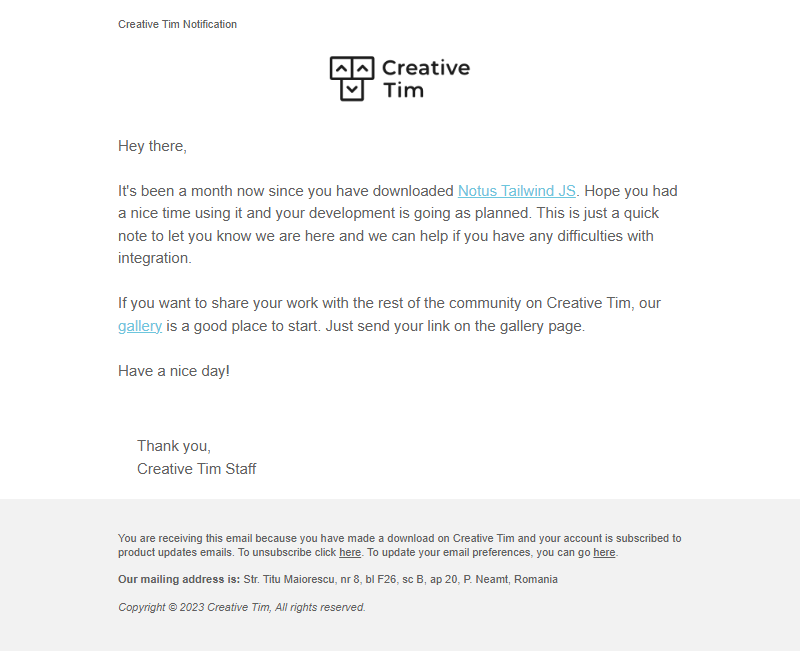 Creative Tim Notification
Creative
Tim
Hey there,
It's been a month now since you have downloaded Notus Tailwind JS. Hope you had
a nice time using it and your development is going as planned. This is just a quick
note to let you know we are here and we can help if you have any difficulties with
integration.
If you want to share your work with the rest of the community on Creative Tim, our
gallery is a good place to start. Just send your link on the gallery page.
Have a nice day!
Thank you,
Creative Tim Staff
You are receiving this email because you have made a download on Creative Tim and your account is subscribed to
product updates emails. To unsubscribe click here. To update your email preferences, you can go here.
Our mailing address is: Str. Titu Maiorescu, nr 8, bl F26, sc B, ap 20, P. Neamt, Romania
Copyright © 2023 Creative Tim, All rights reserved.